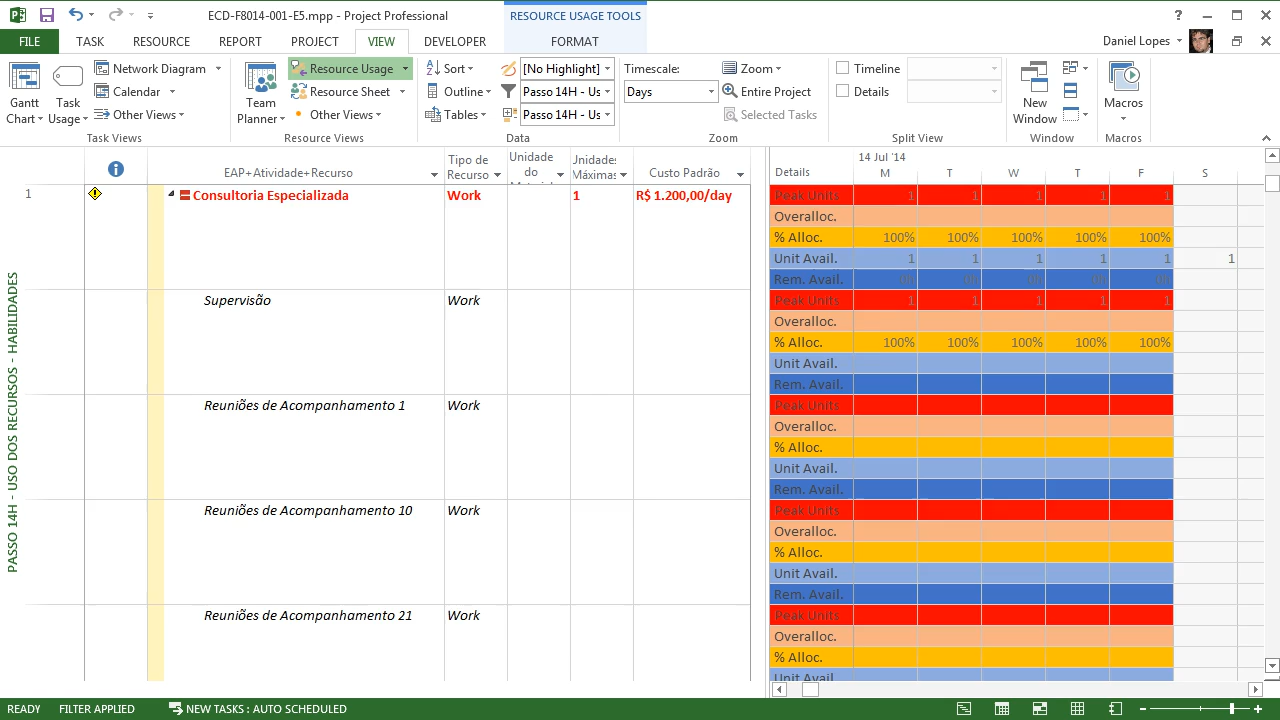 ECD-F8014-001-E5.mpp - Project Professional
RESOURCE USAGE TOOLS
?
FILE
TASK
RESOURCE
REPORT
PROJECT
VIEW
DEVELOPER
FORMAT
Daniel Lopes
Gantt Chart
Task Usage
Network Diagram
Calendar
Other Views
Task Views
Team Planner
Resource Usage
Resource Sheet
Other Views
Resource Views
Sort
Outline
Tables
[No Highlight]
Passo 14H - Us
Passo 14H - Us
Data
Timescale:
Days
Zoom
Entire Project
Selected Tasks
Zoom
Timeline
Details
Split View
New Window
Window
Macros
Macros
EAP+Atividade+Recurso
Tipo de Recurso
Unidade do
Máximas
Custo Padrão
Details
14 Jul '14
M T W T F S
1 Consultoria Especializada Work 1 R$ 1.200,00/day
Peak Units 1 1 1 1 1
Overalloc.
% Alloc. 100% 100% 100% 100% 100%
Unit Avail. 1 1 1 1 1 1
Rem. Avail. 0h 0h 0h 0h 0h
Supervisão Work
Peak Units 1 1 1 1 1
Overalloc.
% Alloc. 100% 100% 100% 100% 100%
Unit Avail.
Rem. Avail.
Reuniões de Acompanhamento 1 Work
Peak Units
Overalloc.
% Alloc.
Unit Avail.
Rem. Avail.
Reuniões de Acompanhamento 10 Work
Peak Units
Overalloc.
% Alloc.
Unit Avail.
Rem. Avail.
Reuniões de Acompanhamento 21 Work
Peak Units
Overalloc.
% Alloc.
Unit Avail.
PASSO 14H - USO DOS RECURSOS - HABILIDADES
READY
FILTER APPLIED
NEW TASKS : AUTO SCHEDULED